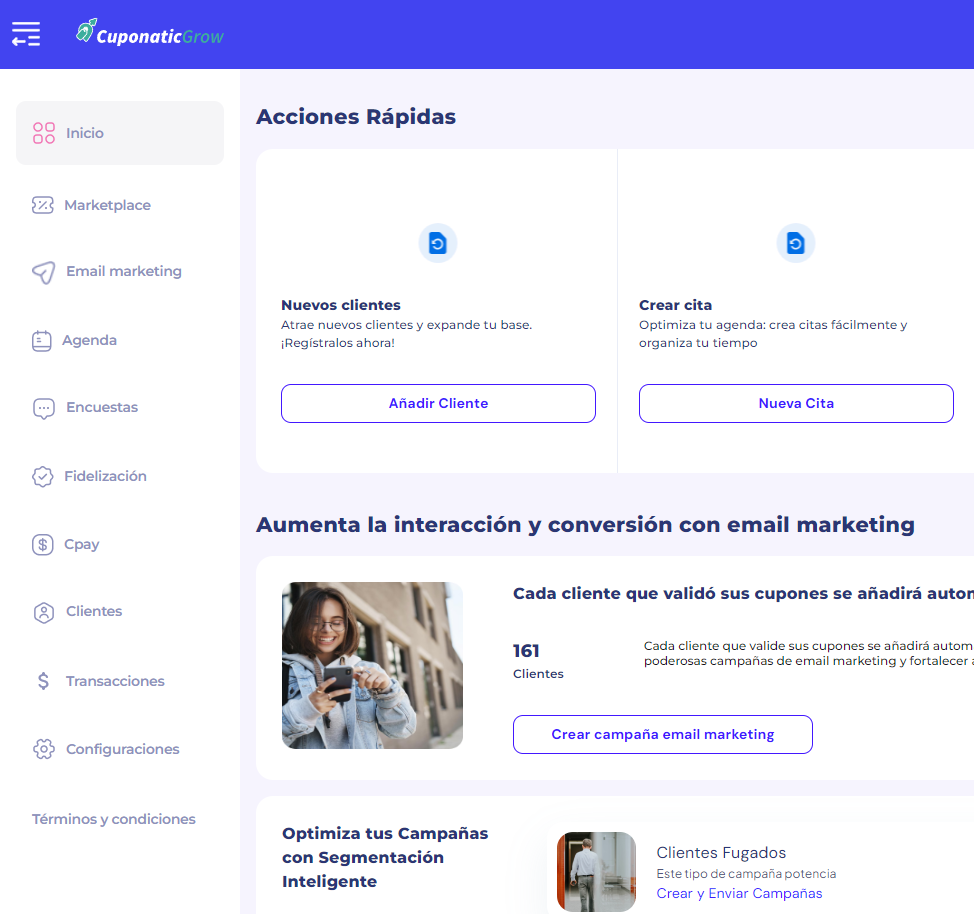 CuponaticGrow
Inicio
Marketplace
Email marketing
Agenda
Encuestas
Fidelización
Cpay
Clientes
Transacciones
Configuraciones
Términos y condiciones
Acciones Rápidas
Nuevos clientes
Atrae nuevos clientes y expande tu base.
¡Regístralos ahora!
Añadir Cliente
Crear cita
Optimiza tu agenda: crea citas fácilmente y
organiza tu tiempo
Nueva Cita
Aumenta la interacción y conversión con email marketing
Cada cliente que validó sus cupones se añadirá auton
161
Clientes
Cada cliente que valide sus cupones se añadirá autom
poderosas campañas de email marketing y fortalecer a
Crear campaña email marketing
Optimiza tus Campañas
con Segmentación
Inteligente
Clientes Fugados
Este tipo de campaña potencia
Crear y Enviar Campañas